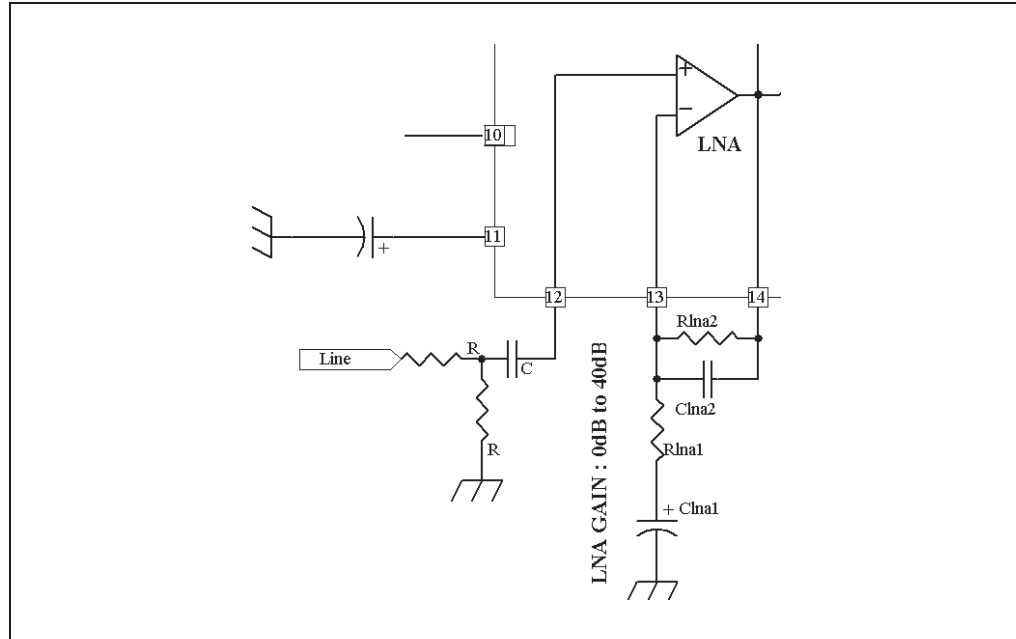 +
−
LNA
10
11
+
12
13
14
Rlna2
Line
R
C
Clna2
R
Rlna1
+ Clna1
LNA GAIN : 0dB to 40dB